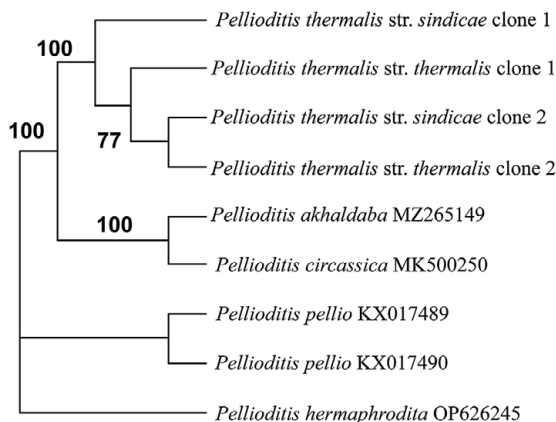 Pellioditis thermalis str. sindicae clone 1
100
Pellioditis thermalis str. thermalis clone 1
Pellioditis thermalis str. sindicae clone 2
100
77
Pellioditis thermalis str. thermalis clone 2
Pellioditis akhaldaba MZ265149
100
Pellioditis circassica MK500250
Pellioditis pellio KX017489
Pellioditis pellio KX017490
Pellioditis hermaphrodita OP626245